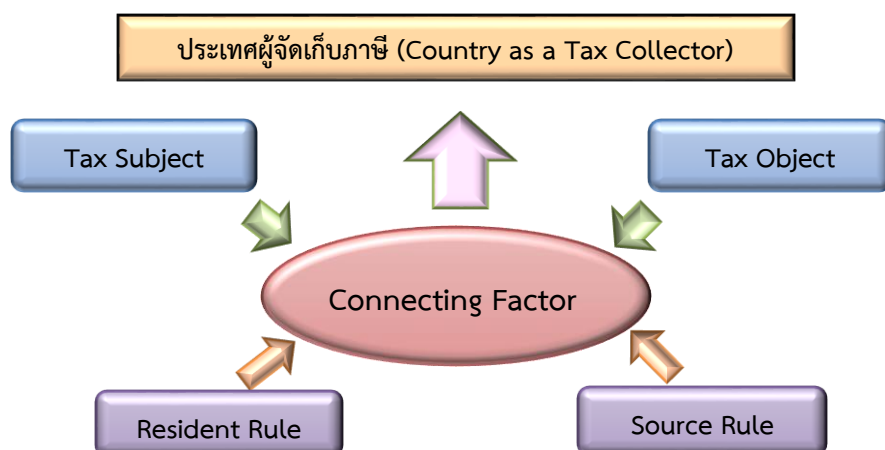 ประเทศผู้จัดเก็บภาษี (Country as a Tax Collector)
Tax Subject
Tax Object
Connecting Factor
Resident Rule
Source Rule